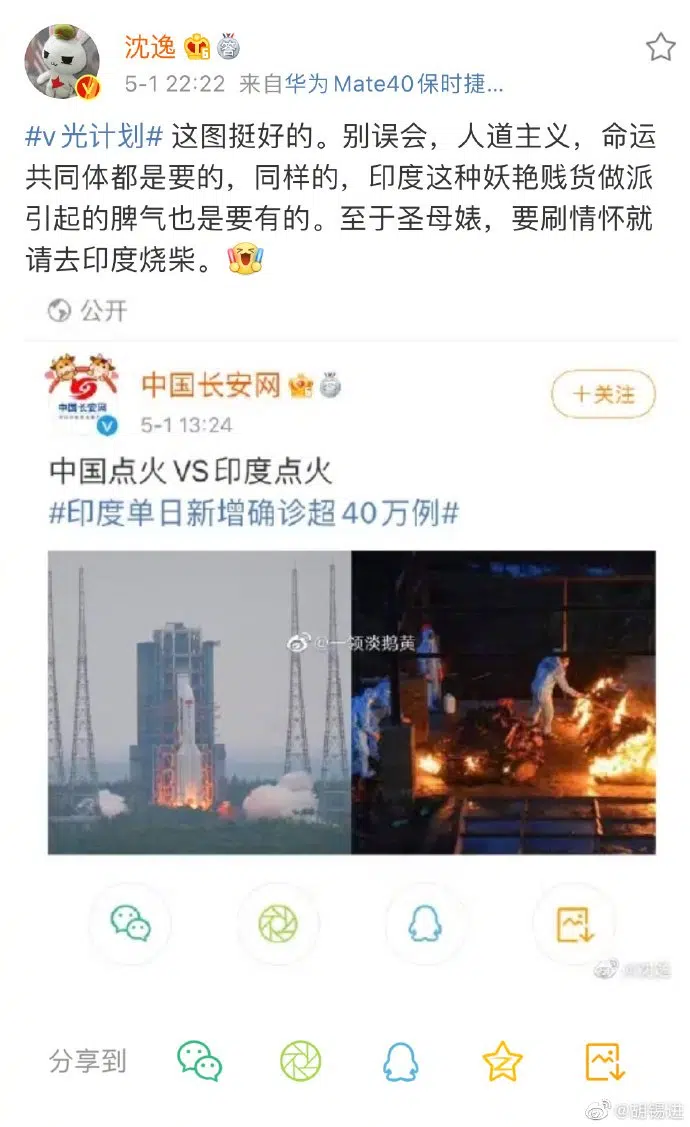 沈逸
5-1 22:22 来自华为Mate40保时捷...
#v光计划# 这图挺好的。别误会，人道主义，命运
共同体都是要的，同样的，印度这种妖艳贱货做派
引起的脾气也是要有的。至于圣母婊，要刷情怀就
请去印度烧柴。
公开
中国长安网
中国长安网
+关注
5-1 13:24
中国点火VS印度点火
#印度单日新增确诊超40万例#
@一领淡鹅黄
@沈逸
分享到
@胡锡进